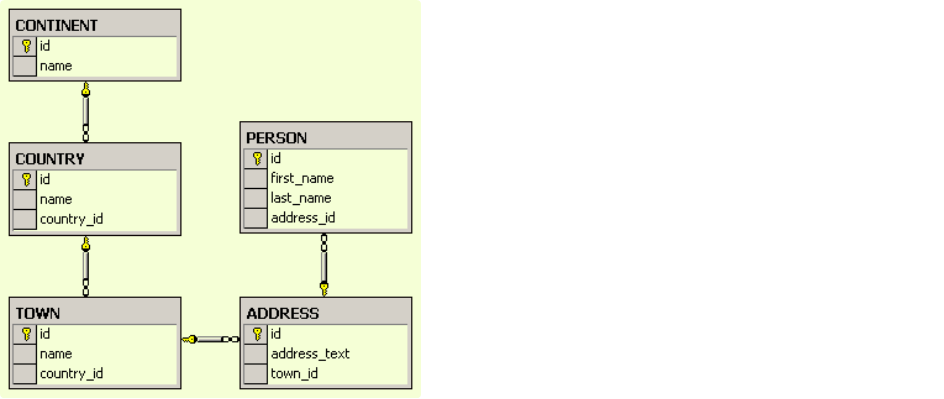 CONTINENT
id
name
COUNTRY
id
name
country_id
TOWN
id
name
country_id
PERSON
id
first_name
last_name
address_id
ADDRESS
id
address_text
town_id